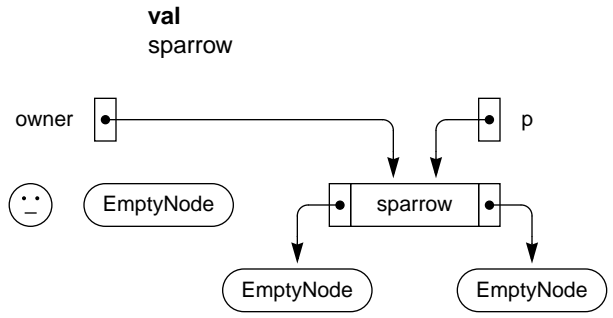 val
sparrow
owner
p
EmptyNode
sparrow
EmptyNode
EmptyNode